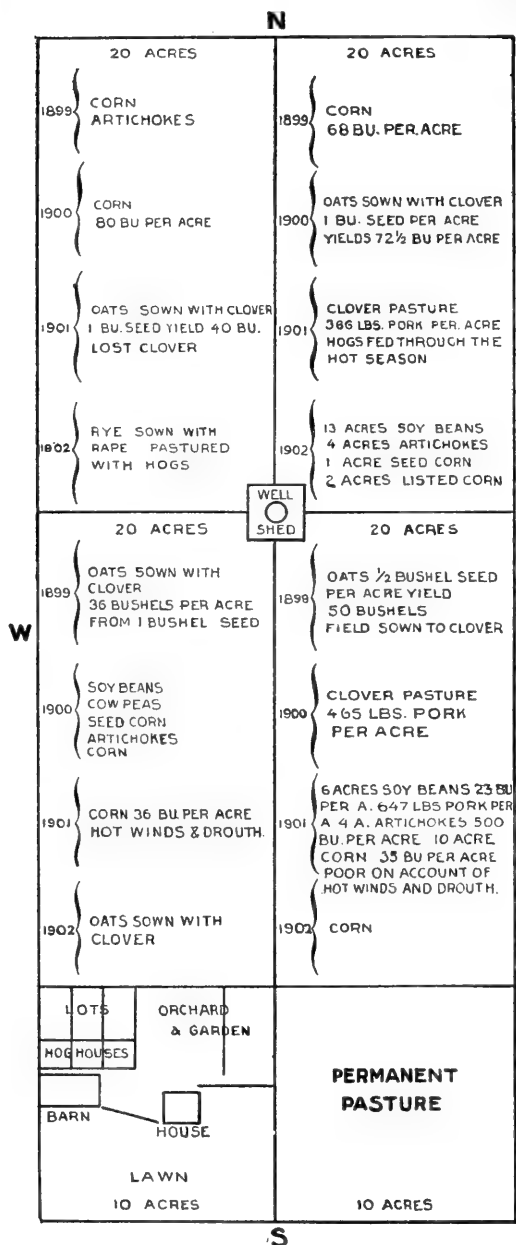 N
20 ACRES
1899
CORN
ARTICHOKES
1900
CORN
80 BU PER ACRE
1901
OATS SOWN WITH CLOVER
1 BU. SEED YIELD 40 BU.
LOST CLOVER
1802
RYE SOWN WITH
RAPE PASTURED
WITH HOGS
20 ACRES
1899
CORN
68 BU. PER. ACRE
1900
OATS SOWN WITH CLOVER
1 BU. SEED PER ACRE
YIELDS 72½ BU PER ACRE
1901
CLOVER PASTURE
386 LBS. PORK PER. ACRE
HOGS FED THROUGH THE
HOT SEASON
1902
13 ACRES SOY BEANS
4 ACRES ARTICHOKES
1 ACRE SEED CORN
2 ACRES LISTED CORN
WELL
SHED
W
20 ACRES
1899
OATS SOWN WITH
CLOVER
36 BUSHELS PER ACRE
FROM 1 BUSHEL SEED
1900
SOY BEANS
COW PEAS
SEED CORN
ARTICHOKES
CORN
1901
CORN 36 BU. PER ACRE
HOT WINDS & DROUTH.
1902
OATS SOWN WITH
CLOVER
20 ACRES
1899
OATS ½ BUSHEL SEED
PER ACRE YIELD
50 BUSHELS
FIELD SOWN TO CLOVER
1900
CLOVER PASTURE
465 LBS. PORK
PER ACRE
1901
6 ACRES SOY BEANS 23 BU
PER A. 647 LBS PORK PER
A 4 A. ARTICHOKES 500
BU. PER ACRE 10 ACRE
CORN 35 BU PER ACRE
POOR ON ACCOUNT OF
HOT WINDS AND DROUTH.
1902
CORN
LOTS
ORCHARD
& GARDEN
HOG HOUSES
BARN
HOUSE
LAWN
10 ACRES
PERMANENT
PASTURE
10 ACRES
S